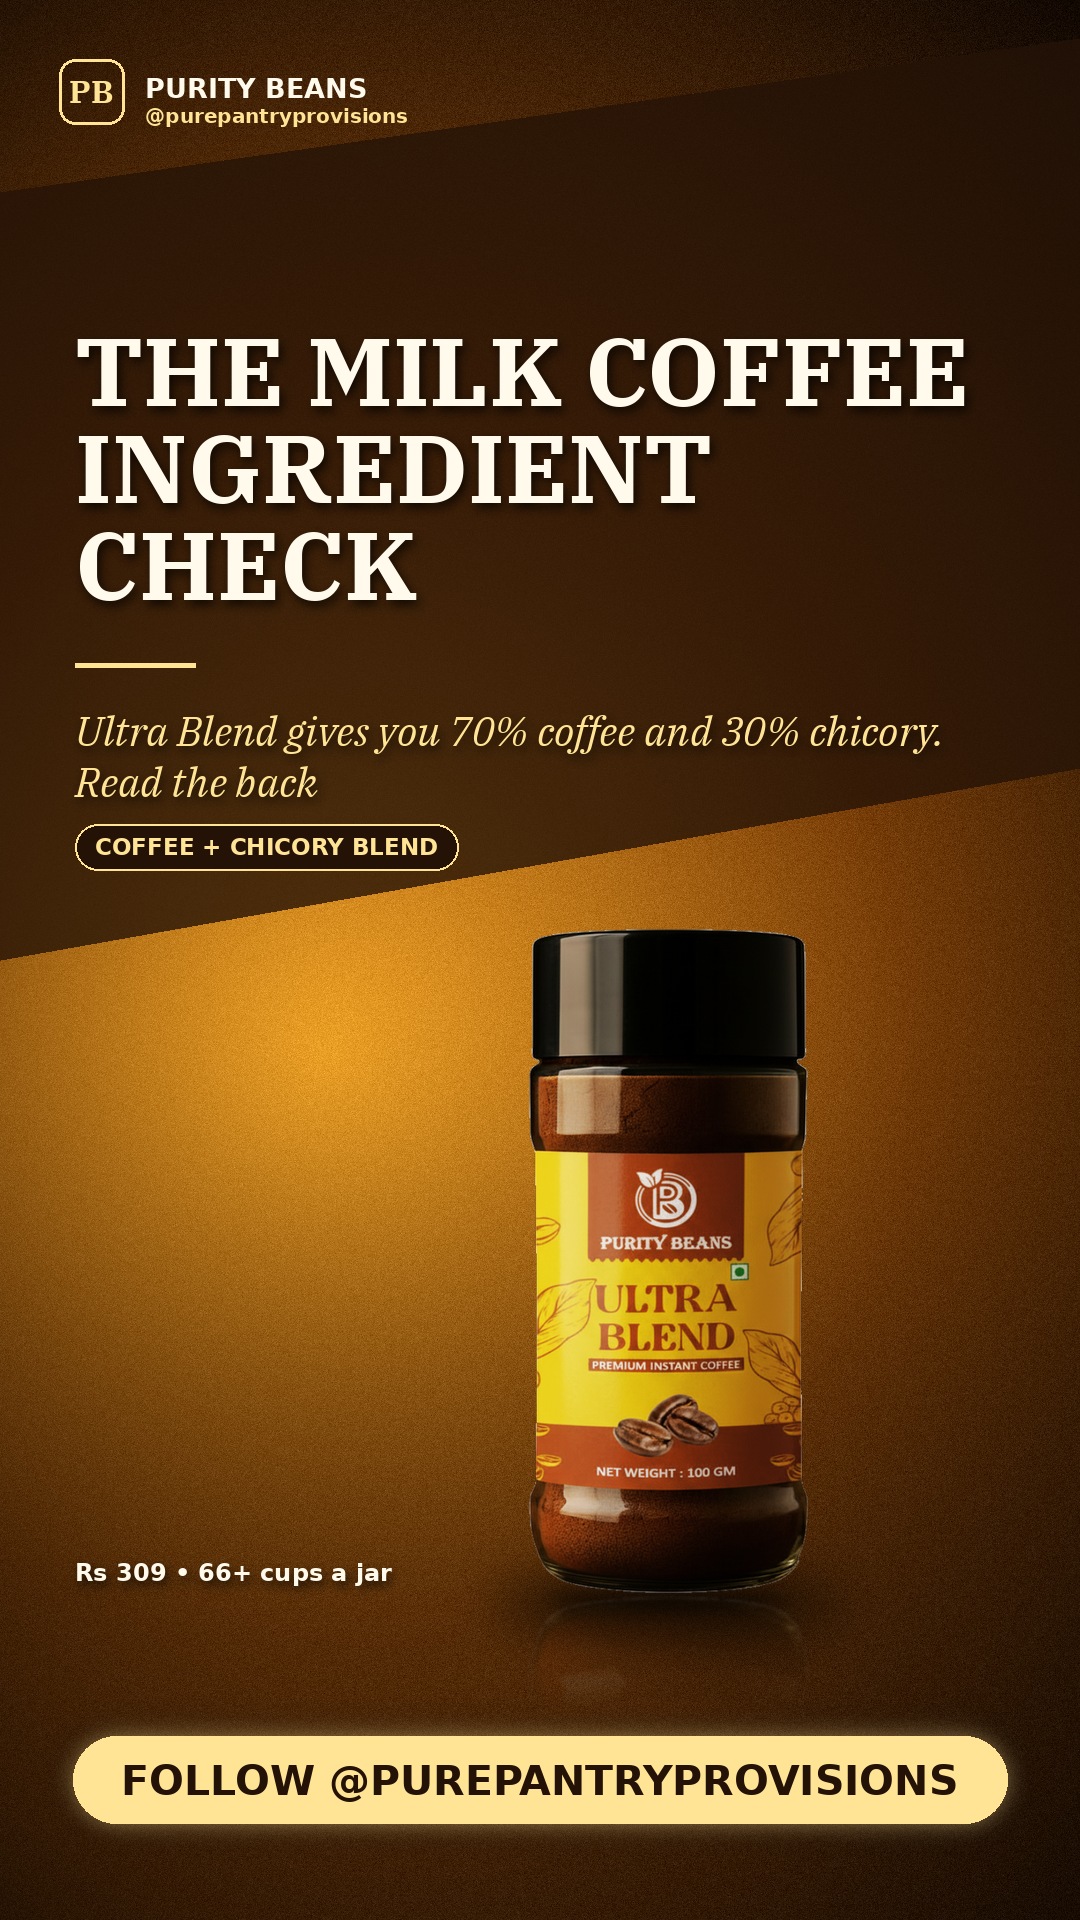 PB
PURITY BEANS
@purepantryprovisions
THE MILK COFFEE
INGREDIENT
CHECK
Ultra Blend gives you 70% coffee and 30% chicory.
Read the back
COFFEE + CHICORY BLEND
PURITY BEANS
ULTRA
BLEND
PREMIUM INSTANT COFFEE
NET WEIGHT : 100 GM
Rs 309 • 66+ cups a jar
FOLLOW @PUREPANTRYPROVISIONS